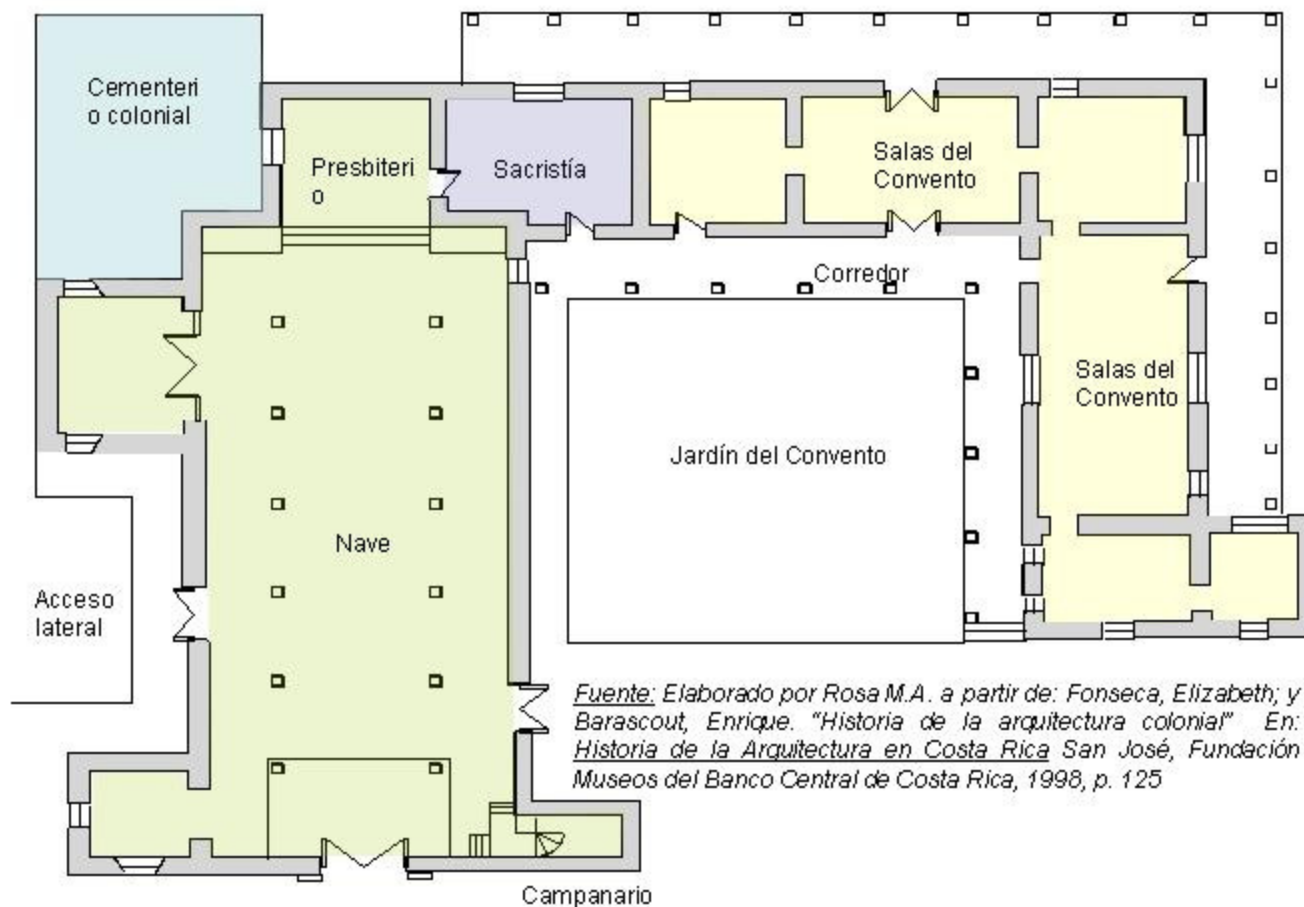 Cementeri
o colonial
Presbiteri
o
Sacristía
Salas del
Convento
Corredor
Salas del
Convento
Jardín del Convento
Nave
Acceso
lateral
Fuente: Elaborado por Rosa M.A. a partir de: Fonseca, Elizabeth; y
Barascout, Enrique. "Historia de la arquitectura colonial" En:
Historia de la Arquitectura en Costa Rica San José, Fundación
Museos del Banco Central de Costa Rica, 1998, p. 125
Campanario